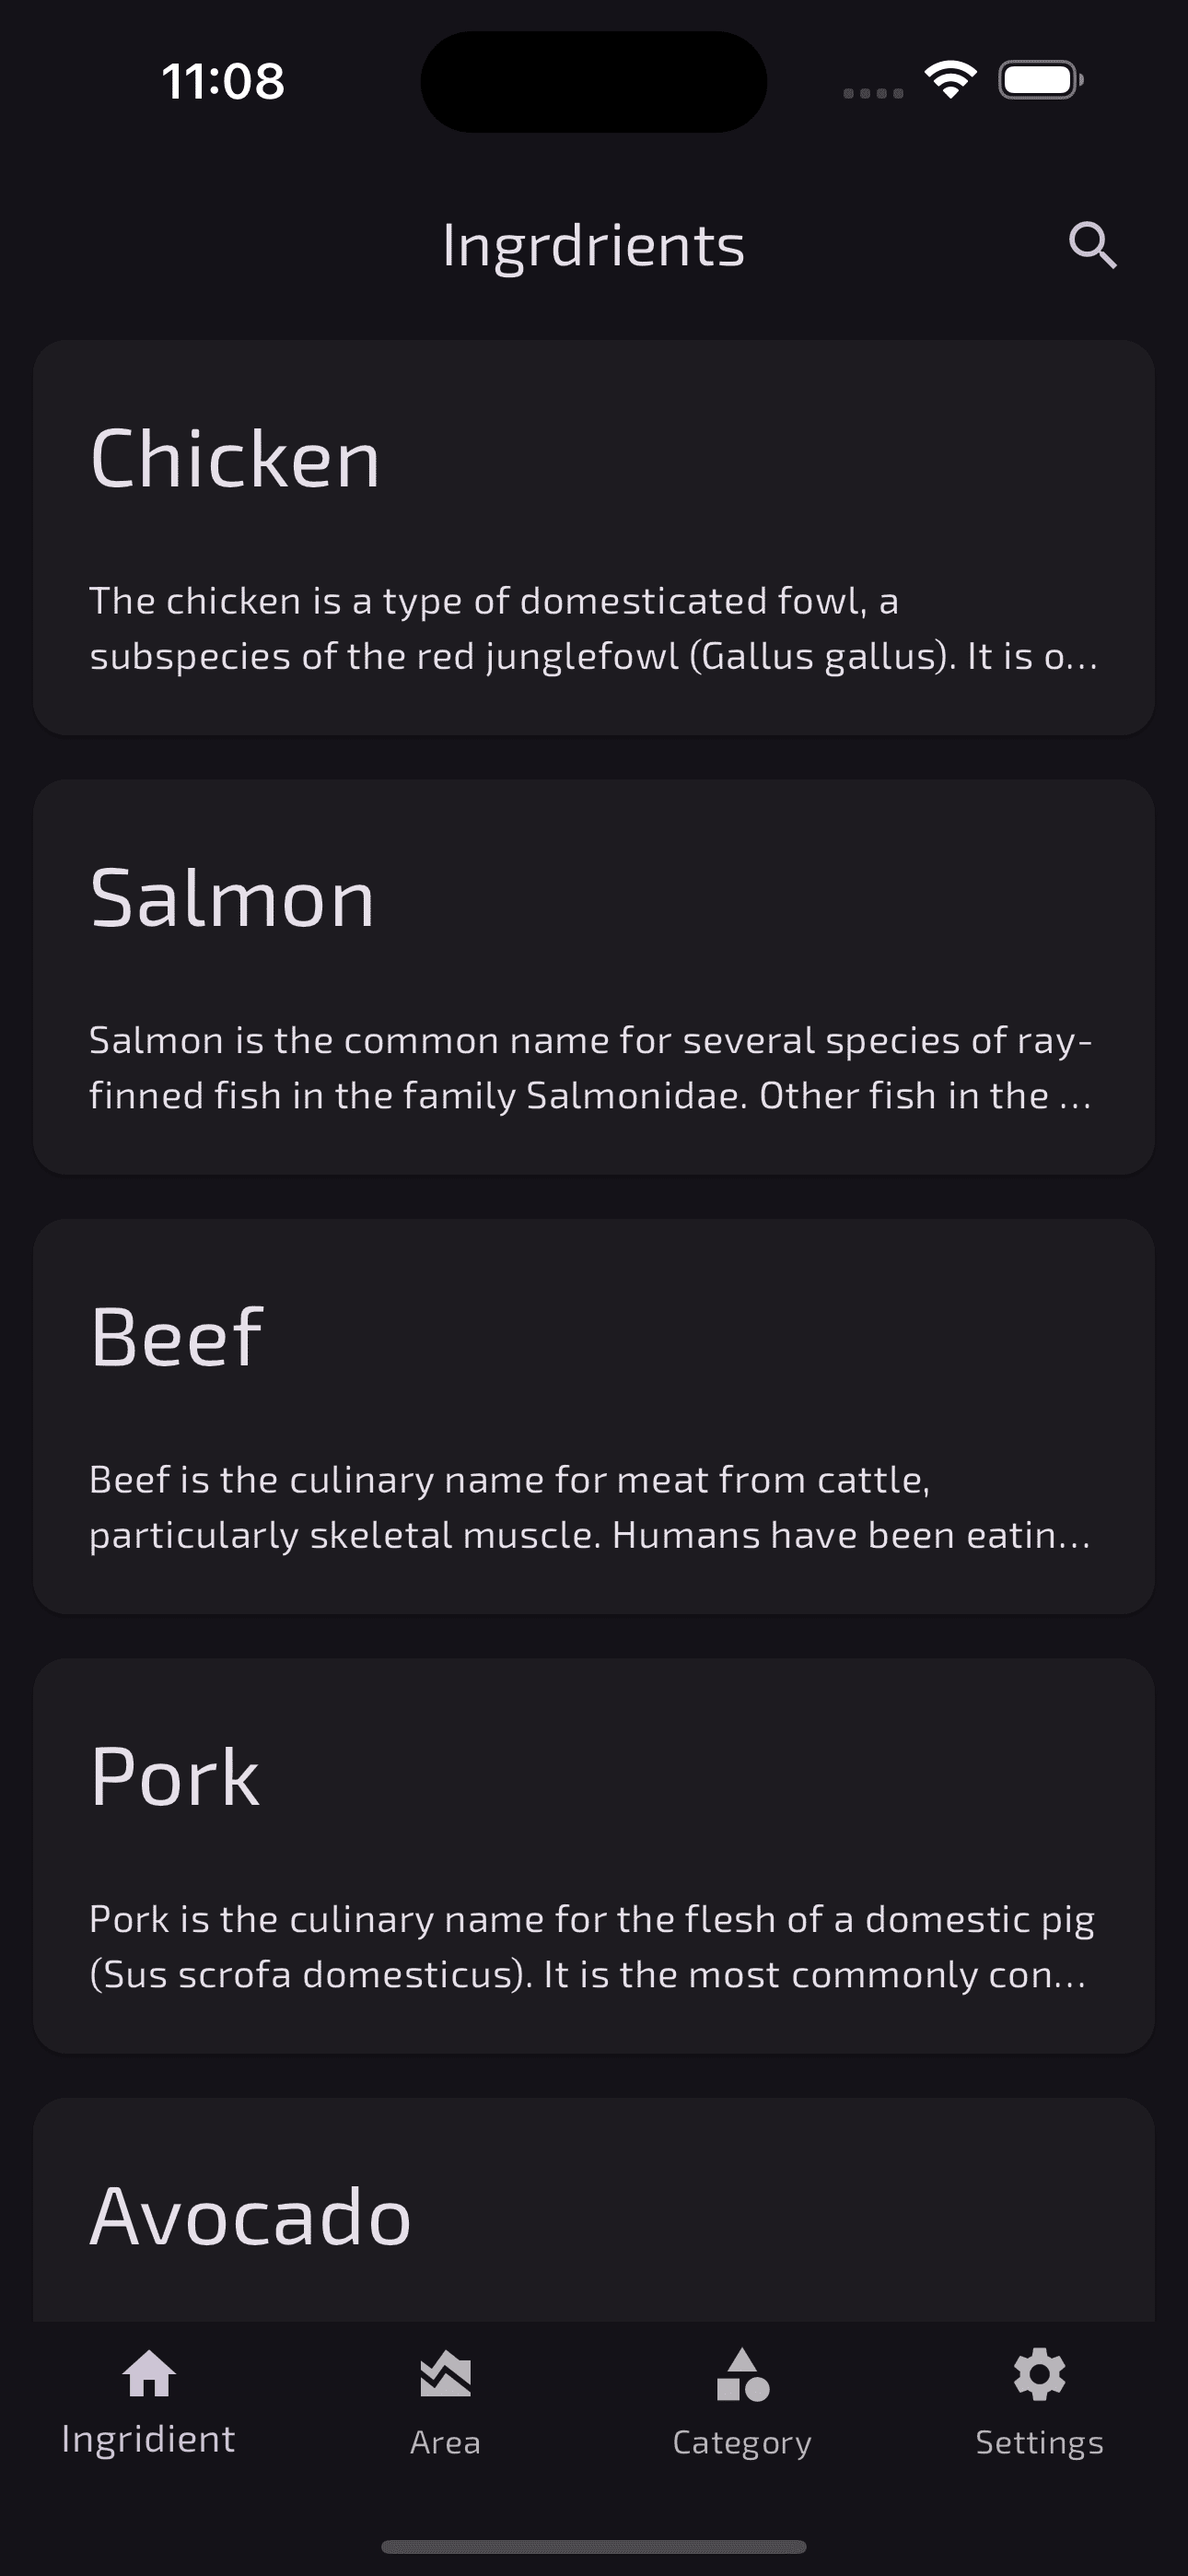 11:08
Ingrdrients
Chicken
The chicken is a type of domesticated fowl, a
subspecies of the red junglefowl (Gallus gallus). It is o...
Salmon
Salmon is the common name for several species of ray-
finned fish in the family Salmonidae. Other fish in the ...
Beef
Beef is the culinary name for meat from cattle,
particularly skeletal muscle. Humans have been eatin...
Pork
Pork is the culinary name for the flesh of a domestic pig
(Sus scrofa domesticus). It is the most commonly con...
Avocado
Ingridient
Area
Category
Settings